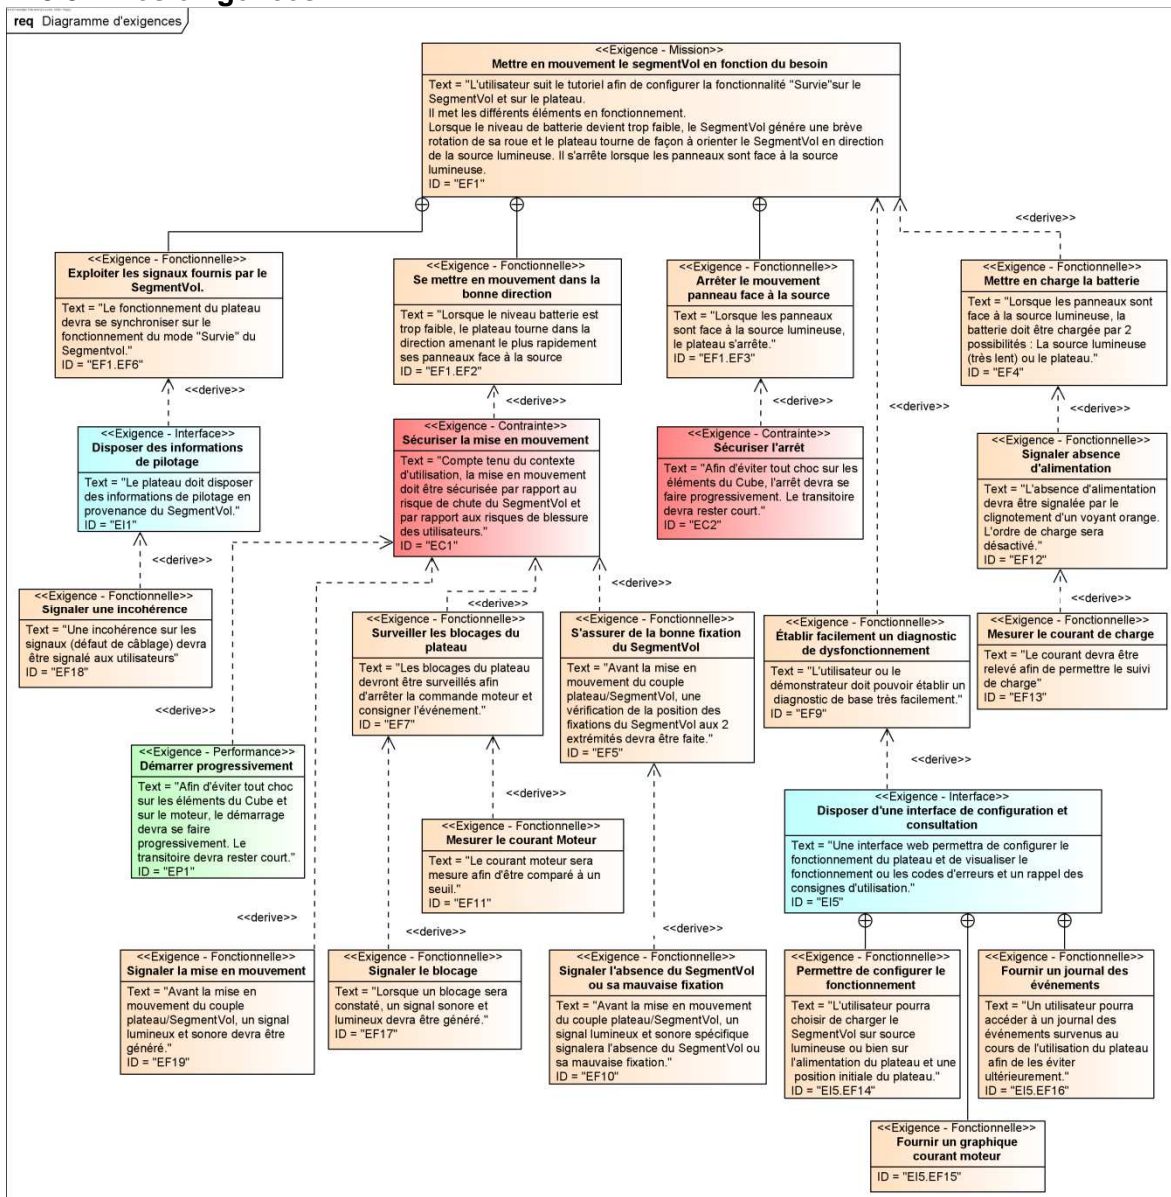 req Diagramme d'exigences
<<Exigence - Mission>>
Mettre en mouvement le segmentVol en fonction du besoin
Text = "L'utilisateur suit le tutoriel afin de configurer la fonctionnalité "Survie"sur le
SegmentVol et sur le plateau.
Il met les différents éléments en fonctionnement.
Lorsque le niveau de batterie devient trop faible, le SegmentVol génére une brève
rotation de sa roue et le plateau tourne de façon à orienter le SegmentVol en direction
de la source lumineuse. Il s'arrête lorsque les panneaux sont face à la source
lumineuse.
ID = "EF1"
<<derive>>
<<Exigence - Fonctionnelle>>
Exploiter les signaux fournis par le
SegmentVol.
Text = "Le fonctionnement du plateau
devra se synchroniser sur le
fonctionnement du mode "Survie" du
Segmentvol."
ID = "EF1.EF6"
<<Exigence - Fonctionnelle>>
Se mettre en mouvement dans la
bonne direction
Text = "Lorsque le niveau batterie est
trop faible, le plateau tourne dans la
direction amenant le plus rapidement
ses panneaux face à la source
ID = "EF1.EF2"
<<Exigence - Fonctionnelle>>
Arrêter le mouvement
panneau face à la source
Text = "Lorsque les panneaux
sont face à la source lumineuse,
le plateau s'arrête."
ID = "EF1.EF3"
<<Exigence - Fonctionnelle>>
Mettre en charge la batterie
Text = "Lorsque les panneaux sont
face à la source lumineuse, la
batterie doit être chargée par 2
possibilités : La source lumineuse
(très lent) ou le plateau."
ID = "EF4"
<<derive>>
<<derive>>
<<derive>>
<<derive>>
<<derive>>
<<Exigence - Interface>>
Disposer des informations
de pilotage
Text = "Le plateau doit disposer
des informations de pilotage en
provenance du SegmentVol."
ID = "EI1"
<<Exigence - Contrainte>>
Sécuriser la mise en mouvement
Text = "Compte tenu du contexte
d'utilisation, la mise en mouvement
doit être sécurisée par rapport au
risque de chute du SegmentVol et
par rapport aux risques de blessure
des utilisateurs."
ID = "EC1"
<<Exigence - Contrainte>>
Sécuriser l'arrêt
Text = "Afin d'éviter tout choc sur les
éléments du Cube, l'arrêt devra se
faire progressivement. Le transitoire
devra rester court."
ID = "EC2"
<<Exigence - Fonctionnelle>>
Signaler absence
d'alimentation
Text = "L'absence d'alimentation
devra être signalée par le
clignotement d'un voyant orange.
L'ordre de charge sera
désactivé."
ID = "EF12"
<<derive>>
<<derive>>
<<derive>>
<<derive>>
<<Exigence - Fonctionnelle>>
Signaler une incohérence
Text = "Une incohérence sur les
signaux (défaut de câblage) devra
être signalé aux utilisateurs"
ID = "EF18"
<<Exigence - Fonctionnelle>>
Surveiller les blocages du
plateau
Text = "Les blocages du plateau
devront être surveillés afin
d'arrêter la commande moteur et
consigner l'événement."
ID = "EF7"
<<Exigence - Fonctionnelle>>
S'assurer de la bonne fixation
du SegmentVol
Text = "Avant la mise en
mouvement du couple
plateau/SegmentVol, une
vérification de la position des
fixations du SegmentVol aux 2
extrémités devra être faite."
ID = "EF5"
<<Exigence - Fonctionnelle>>
Établir facilement un diagnostic
de dysfonctionnement
Text = "L'utilisateur ou le
démonstrateur doit pouvoir établir un
diagnostic de base très facilement."
ID = "EF9"
<<Exigence - Fonctionnelle>>
Mesurer le courant de charge
Text = "Le courant devra être
relevé afin de permettre le suivi
de charge"
ID = "EF13"
<<derive>>
<<Exigence - Performance>>
Démarrer progressivement
Text = "Afin d'éviter tout choc
sur les éléments du Cube et
sur le moteur, le démarrage
devra se faire
progressivement. Le
transitoire devra rester court."
ID = "EP1"
<<derive>>
<<derive>>
<<Exigence - Fonctionnelle>>
Mesurer le courant Moteur
Text = "Le courant moteur sera
mesure afin d'être comparé à un
seuil."
ID = "EF11"
<<Exigence - Interface>>
Disposer d'une interface de configuration et
consultation
Text = "Une interface web permettra de configurer le
fonctionnement du plateau et de visualiser le
fonctionnement ou les codes d'erreurs et un rappel des
consignes d'utilisation."
ID = "EI5"
<<derive>>
<<derive>>
<<derive>>
<<Exigence - Fonctionnelle>>
Signaler la mise en mouvement
Text = "Avant la mise en
mouvement du couple
plateau/SegmentVol, un signal
lumineux et sonore devra être
généré."
ID = "EF19"
<<Exigence - Fonctionnelle>>
Signaler le blocage
Text = "Lorsque un blocage sera
constaté, un signal sonore et
lumineux devra être généré."
ID = "EF17"
<<Exigence - Fonctionnelle>>
Signaler l'absence du SegmentVol
ou sa mauvaise fixation
Text = "Avant la mise en mouvement
du couple plateau/SegmentVol, un
signal lumineux et sonore spécifique
signalera l'absence du SegmentVol ou
sa mauvaise fixation."
ID = "EF10"
<<Exigence - Fonctionnelle>>
Permettre de configurer le
fonctionnement
Text = "L'utilisateur pourra
choisir de charger le
SegmentVol sur source
lumineuse ou bien sur
l'alimentation du plateau et une
position initiale du plateau."
ID = "EI5.EF14"
<<Exigence - Fonctionnelle>>
Fournir un journal des
événements
Text = "Un utilisateur pourra
accéder à un journal des
événements survenus au
cours de l'utilisation du plateau
afin de les éviter
ultérieurement."
ID = "EI5.EF16"
<<Exigence - Fonctionnelle>>
Fournir un graphique
courant moteur
ID = "EI5.EF15"